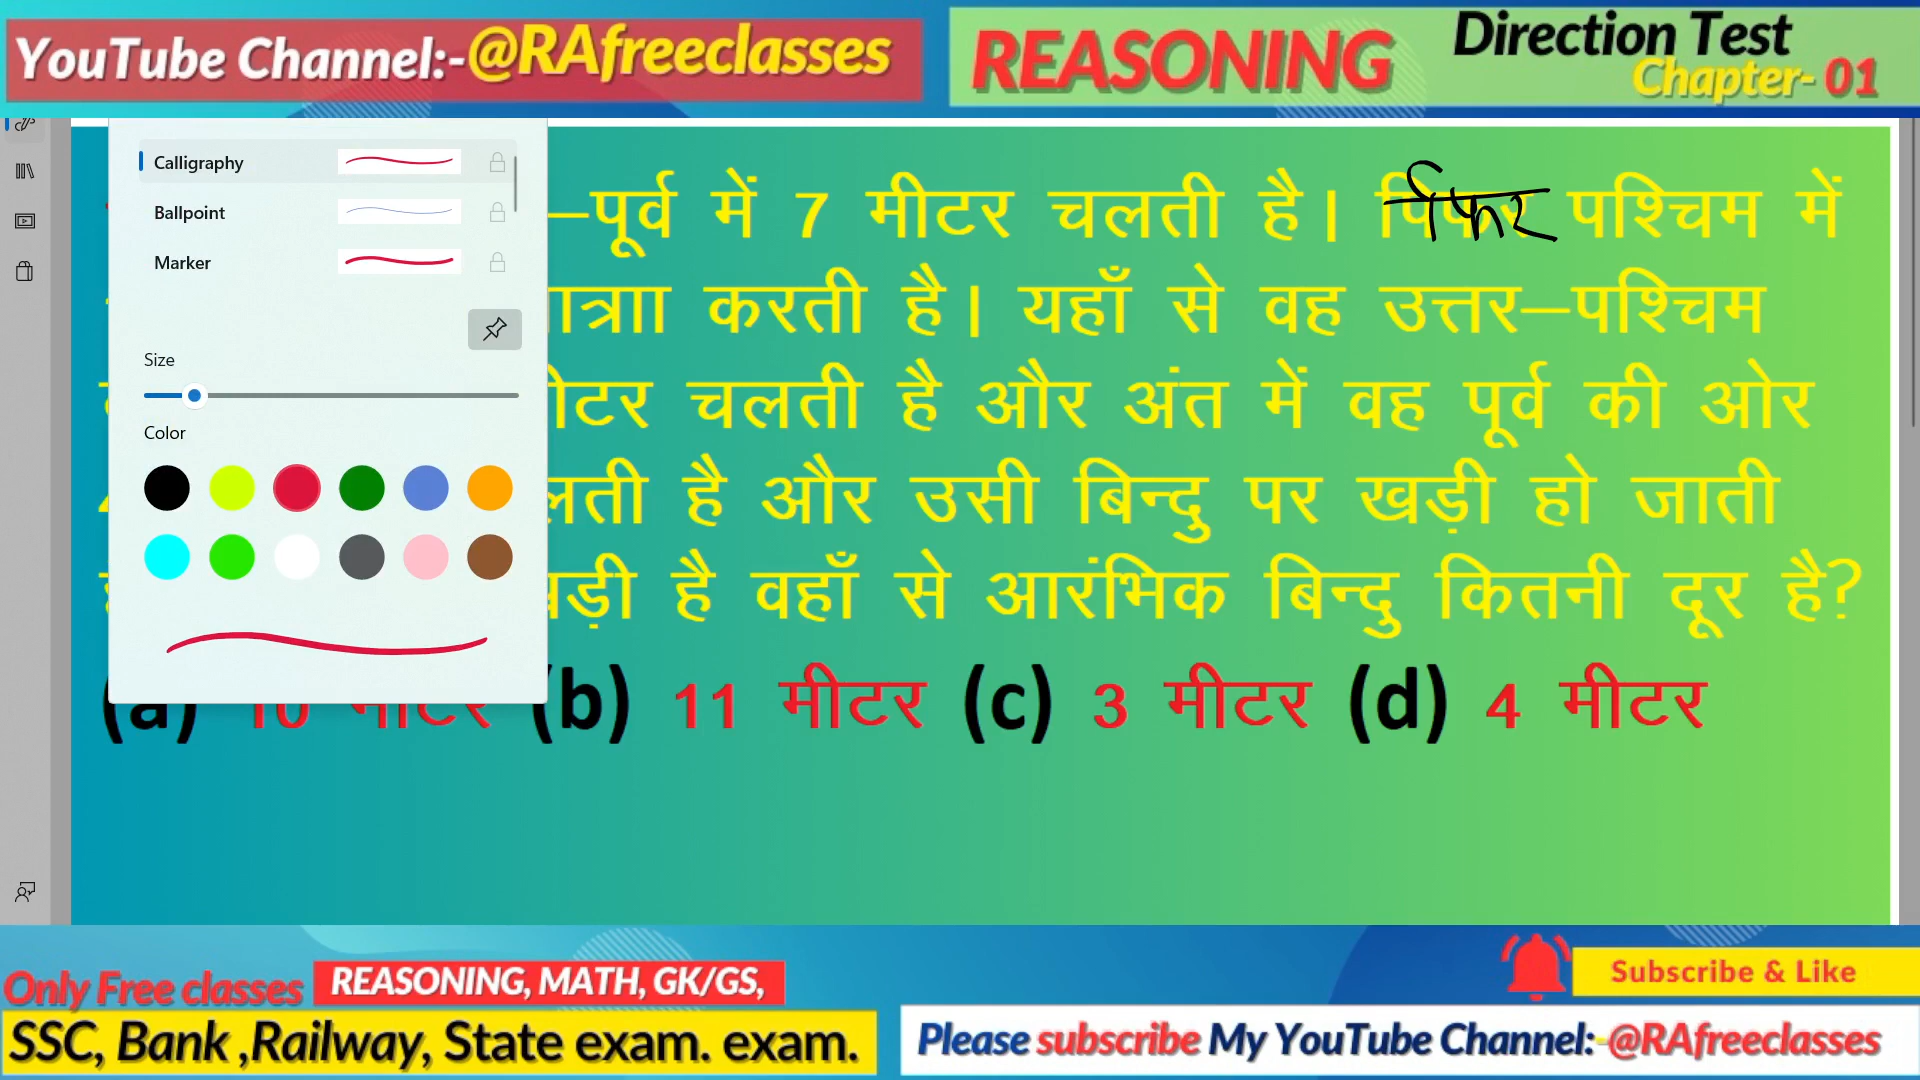 YouTube Channel:-@RAfreeclasses
REASONING
Direction Test
Chapter- 01
Calligraphy
Ballpoint
Marker
Size
Color
–पूर्व में 7 मीटर चलती है। फिर पश्चिम में
करती है। यहाँ से वह उत्तर–पश्चिम
चलती है और अंत में वह पूर्व की ओर
है और उसी बिन्दु पर खड़ी हो जाती
है वहाँ से आरंभिक बिन्दु कितनी दूर है?
(a) 10 मीटर (b) 11 मीटर (c) 3 मीटर (d) 4 मीटर
Only Free classes REASONING, MATH, GK/GS,
SSC, Bank ,Railway, State exam. exam.
Subscribe & Like
Please subscribe My YouTube Channel:-@RAfreeclasses